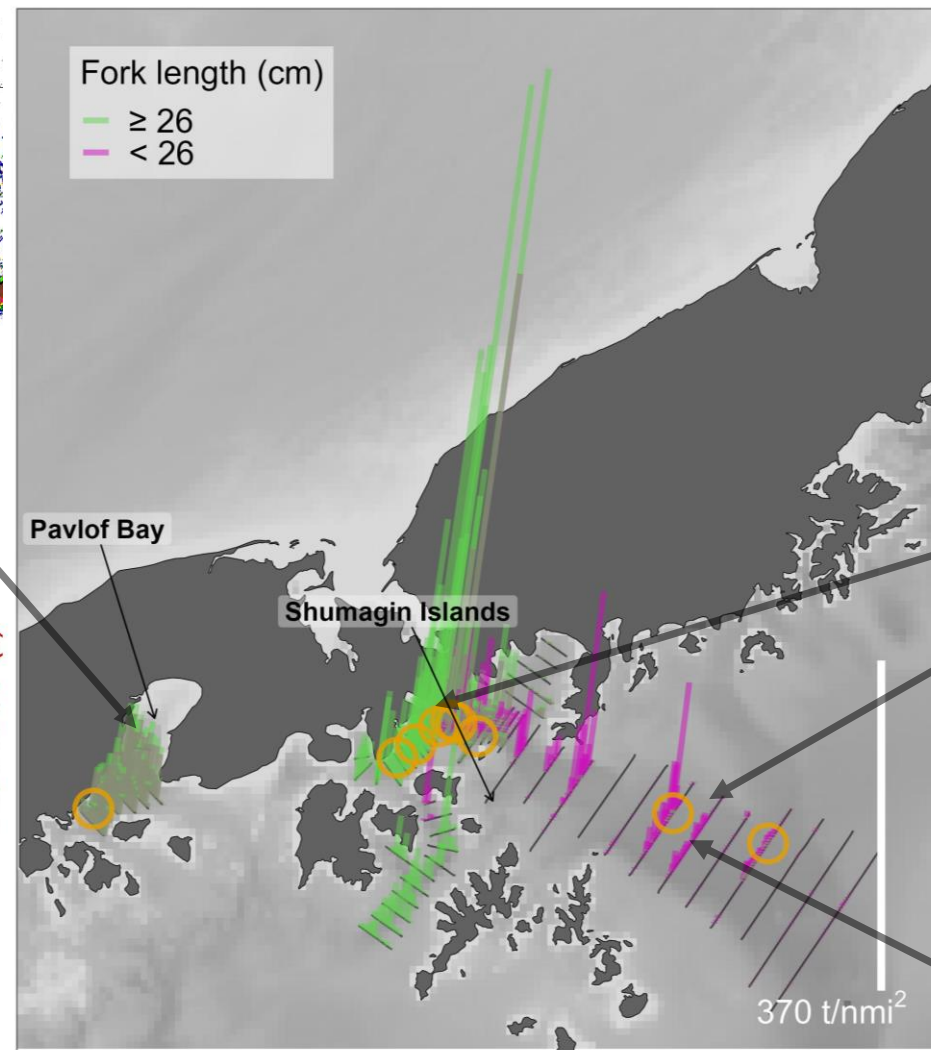 Fork length (cm)
≥ 26
< 26
Pavlof Bay
Shumagin Islands
370 t/nmi²